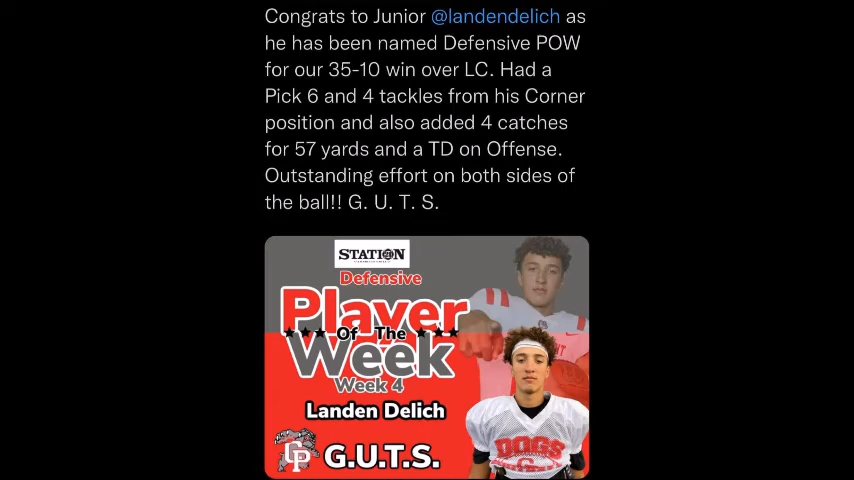 Congrats to Junior @landendelich as
he has been named Defensive POW
for our 35-10 win over LC. Had a
Pick 6 and 4 tackles from his Corner
position and also added 4 catches
for 57 yards and a TD on Offense.
Outstanding effort on both sides of
the ball!! G. U. T. S.
STATION
Defensive
Player
Of The
Week
Week 4
Landen Delich
DOGS
CP
G.U.T.S.